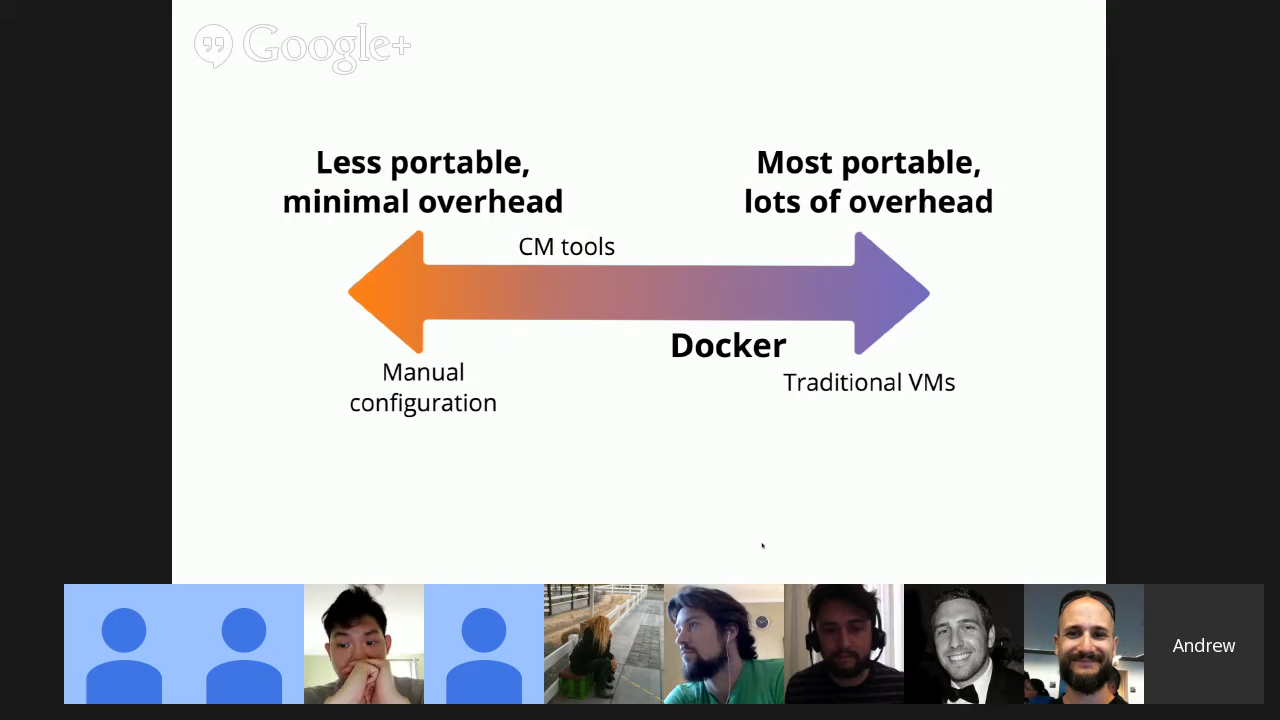 Google+
Less portable,
minimal overhead
Most portable,
lots of overhead
CM tools
Docker
Manual
configuration
Traditional VMs
Andrew